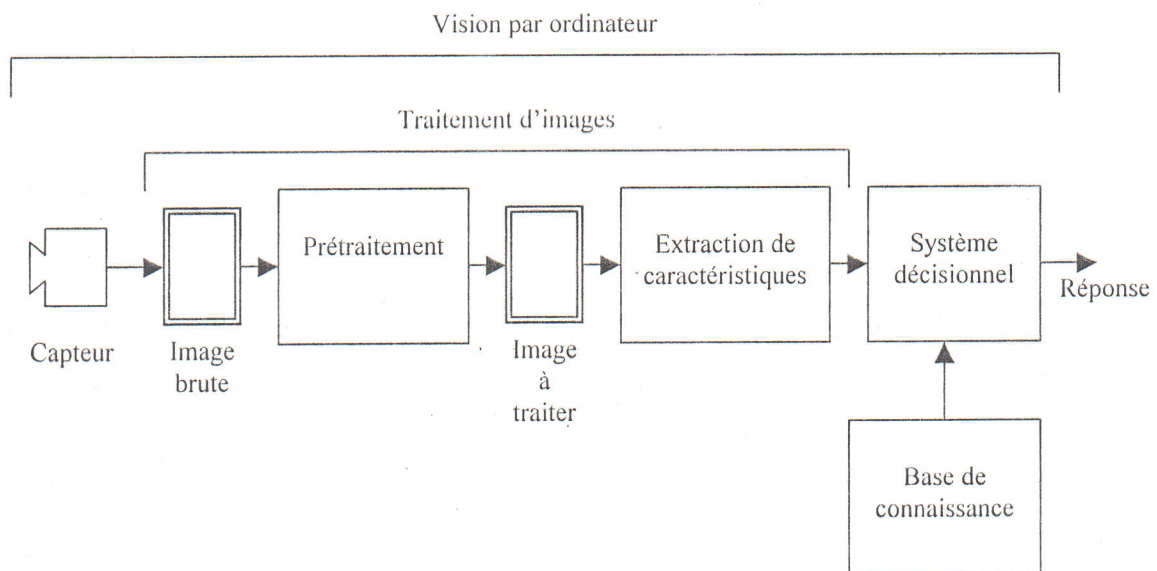 Vision par ordinateur
Traitement d'images
Prétraitement
Extraction de
caractéristiques
Système
décisionnel
Réponse
Capteur
Image
brute
Image
à
traiter
Base de
connaissance